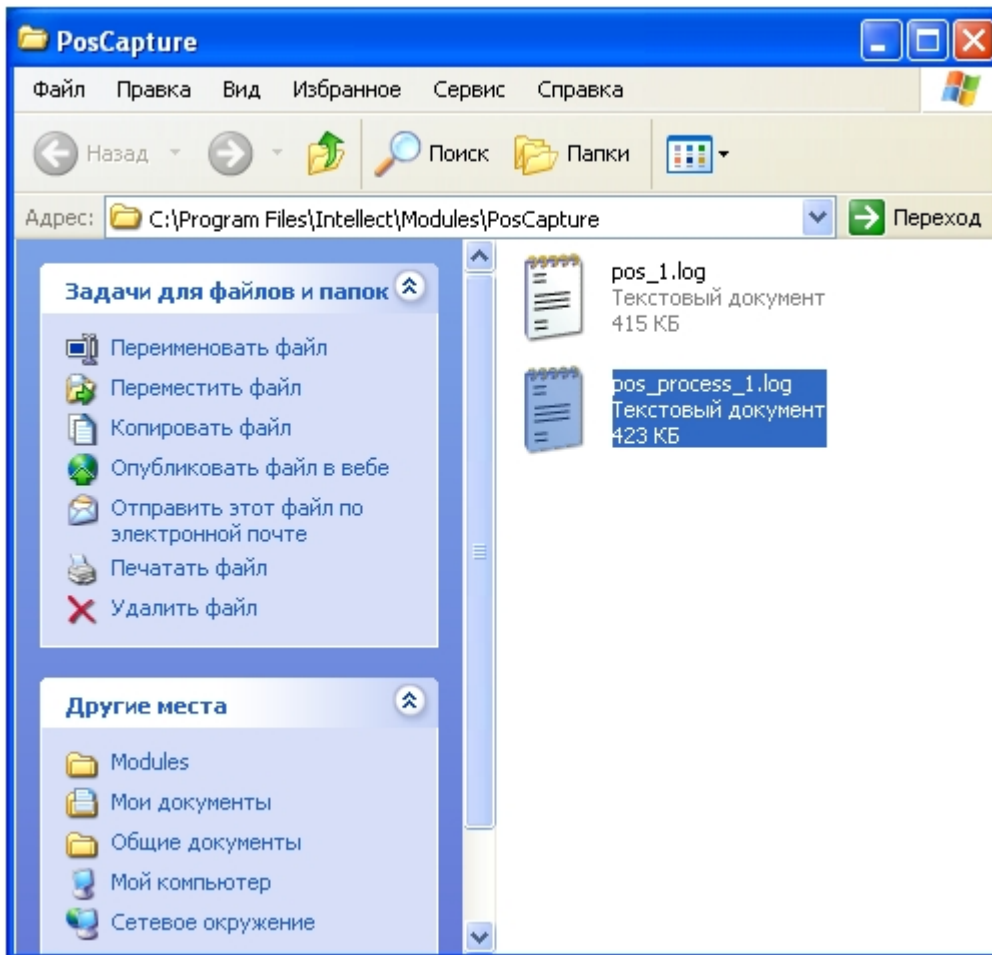 PosCapture
Файл Правка Вид Избранное Сервис Справка
Назад Поиск Папки
Адрес: C:\Program Files\Intellect\Modules\PosCapture Переход
Задачи для файлов и папок
Переименовать файл
Переместить файл
Копировать файл
Опубликовать файл в вебе
Отправить этот файл по
электронной почте
Печатать файл
Удалить файл
Другие места
Modules
Мои документы
Общие документы
Мой компьютер
Сетевое окружение
pos_1.log
Текстовый документ
415 КБ
pos_process_1.log
Текстовый документ
423 КБ